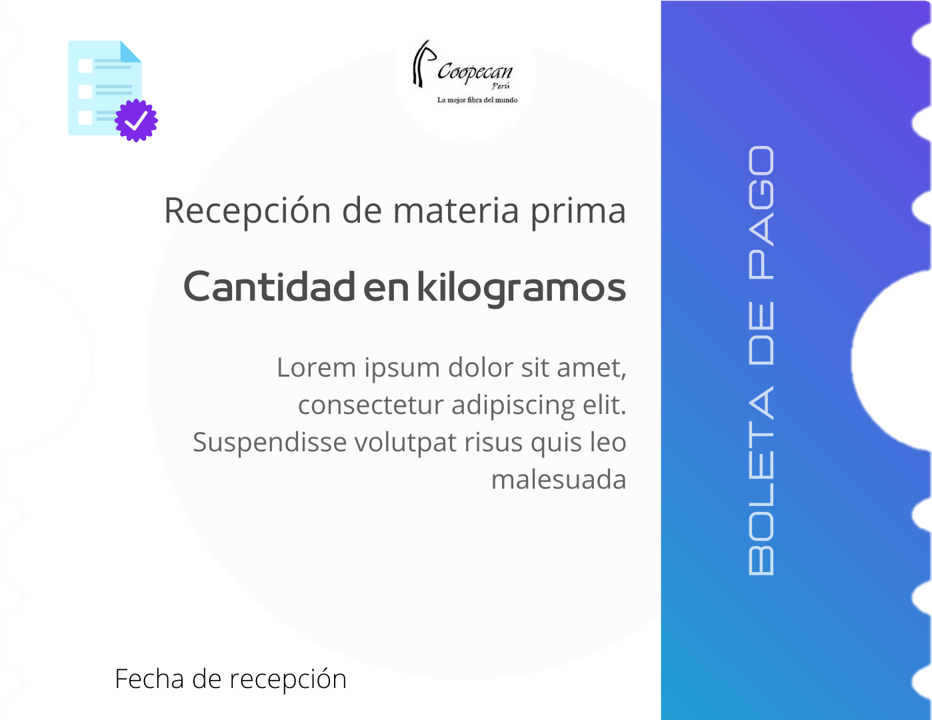 Coopecan
Perú
La mejor fibra del mundo
Recepción de materia prima
Cantidad en kilogramos
Lorem ipsum dolor sit amet,
consectetur adipiscing elit.
Suspendisse volutpat risus quis leo
malesuada
Fecha de recepción
BOLETA DE PAGO